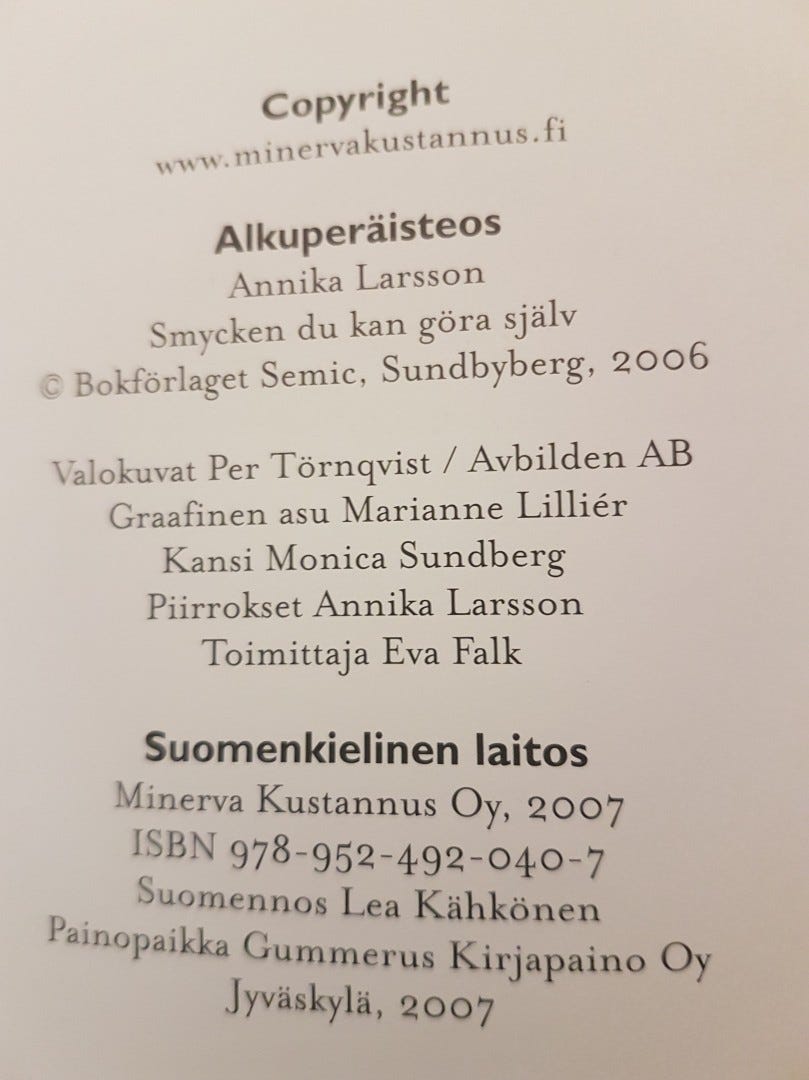 Copyright
www.minervakustannus.fi
Alkuperäisteos
Annika Larsson
Smycken du kan göra själv
© Bokförlaget Semic, Sundbyberg, 2006
Valokuvat Per Törnqvist / Avbilden AB
Graafinen asu Marianne Lilliér
Kansi Monica Sundberg
Piirrokset Annika Larsson
Toimittaja Eva Falk
Suomenkielinen laitos
Minerva Kustannus Oy, 2007
ISBN 978-952-492-040-7
Suomennos Lea Kähkönen
Painopaikka Gummerus Kirjapaino Oy
Jyväskylä, 2007